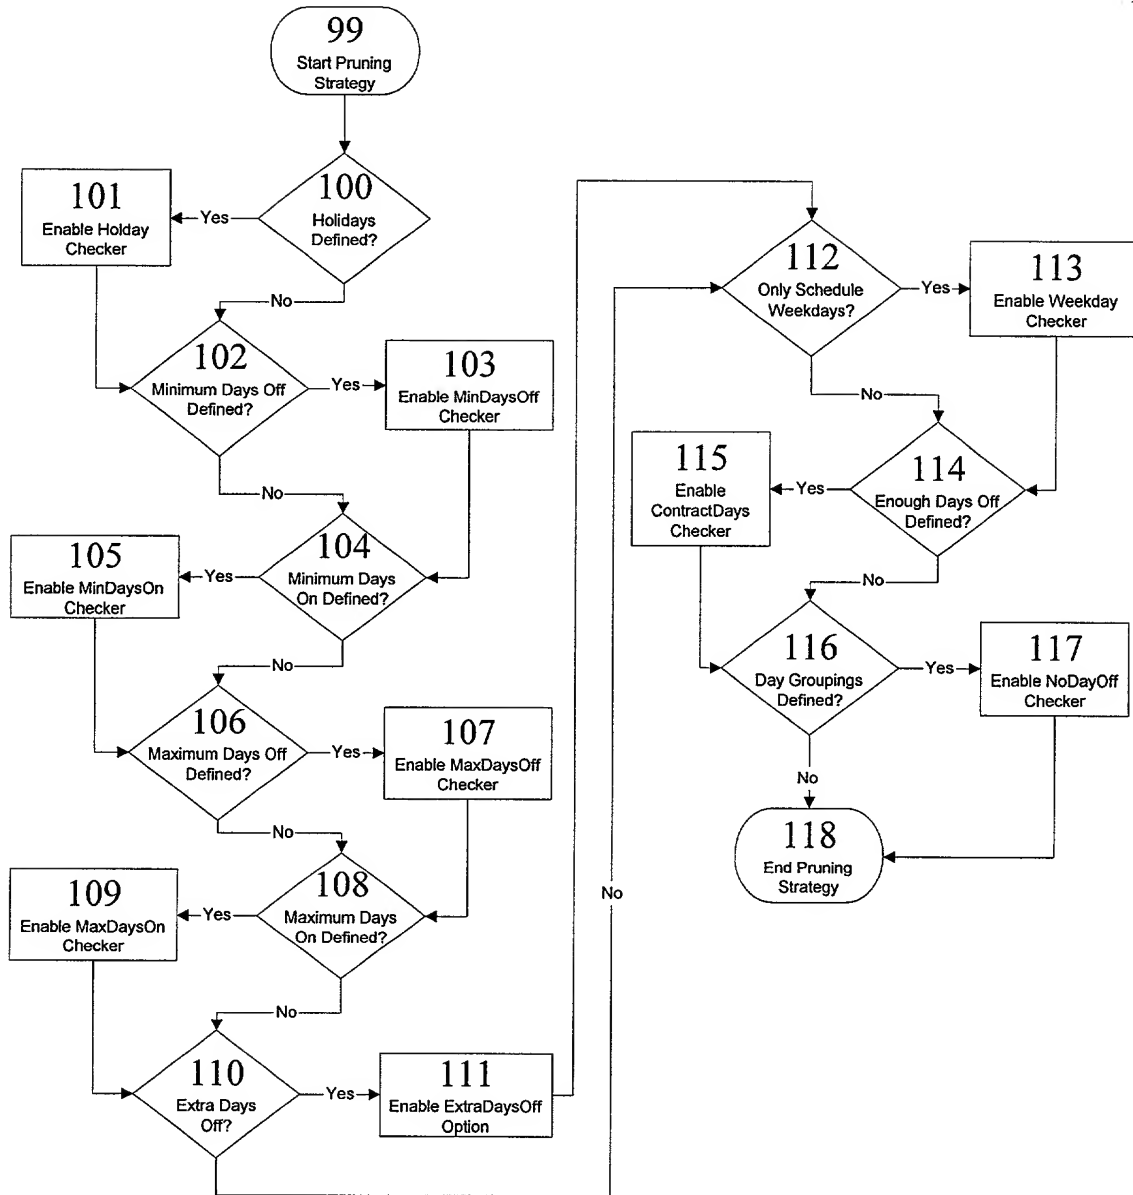 99
Start Pruning
Strategy
100
Holidays
Defined?
Yes
101
Enable Holday
Checker
No
102
Minimum Days Off
Defined?
Yes
103
Enable MinDaysOff
Checker
No
104
Minimum Days
On Defined?
Yes
105
Enable MinDaysOn
Checker
No
106
Maximum Days Off
Defined?
Yes
107
Enable MaxDaysOff
Checker
No
108
Maximum Days
On Defined?
Yes
109
Enable MaxDaysOn
Checker
No
110
Extra Days
Off?
Yes
111
Enable ExtraDaysOff
Option
No
112
Only Schedule
Weekdays?
Yes
113
Enable Weekday
Checker
No
114
Enough Days Off
Defined?
Yes
115
Enable
ContractDays
Checker
No
116
Day Groupings
Defined?
Yes
117
Enable NoDayOff
Checker
No
118
End Pruning
Strategy